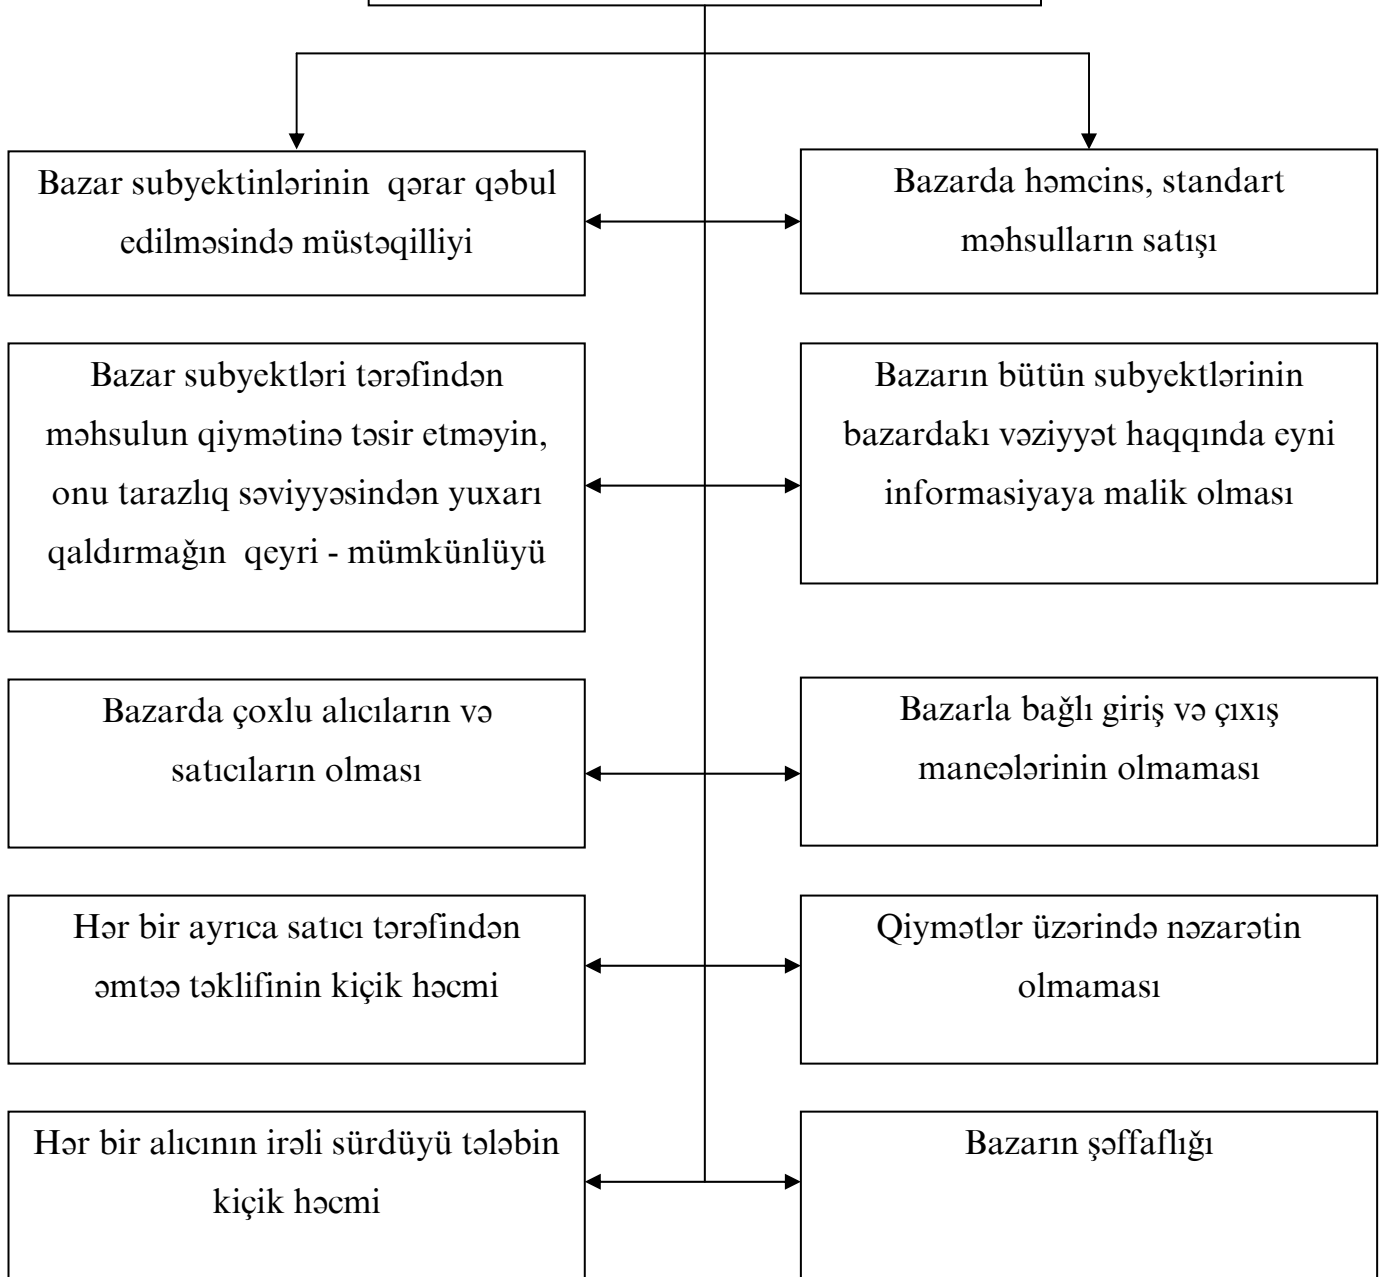 Bazar subyektinlərinin qərar qəbul
edilməsində müstəqilliyi
Bazarda həmcins, standart
məhsulların satışı
Bazar subyektləri tərəfindən
məhsulun qiymətinə təsir etməyin,
onu tarazlıq səviyyəsindən yuxarı
qaldırmağın qeyri - mümkünlüyü
Bazarın bütün subyektlərinin
bazardakı vəziyyət haqqında eyni
informasiyaya malik olması
Bazarda çoxlu alıcıların və
satıcıların olması
Bazarla bağlı giriş və çıxış
maneələrinin olmaması
Hər bir ayrıca satıcı tərəfindən
əmtəə təklifinin kiçik həcmi
Qiymətlər üzərində nəzarətin
olmaması
Hər bir alıcının irəli sürdüyü tələbin
kiçik həcmi
Bazarın şəffaflığı